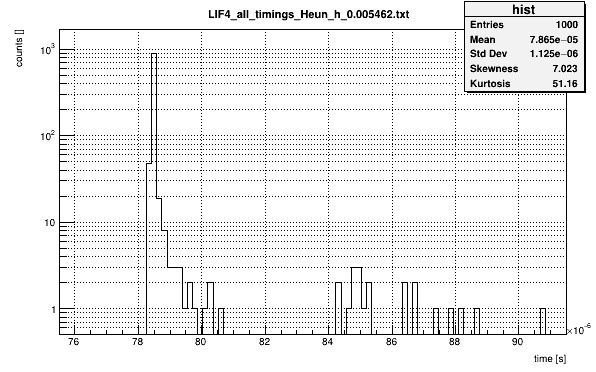 LIF4_all_timings_Heun_h_0.005462.txt
hist
Entries 1000
Mean 7.865e−05
Std Dev 1.125e−06
Skewness 7.023
Kurtosis 51.16
counts []
10³
10²
10
1
76 78 80 82 84 86 88 90
×10⁻⁶
time [s]